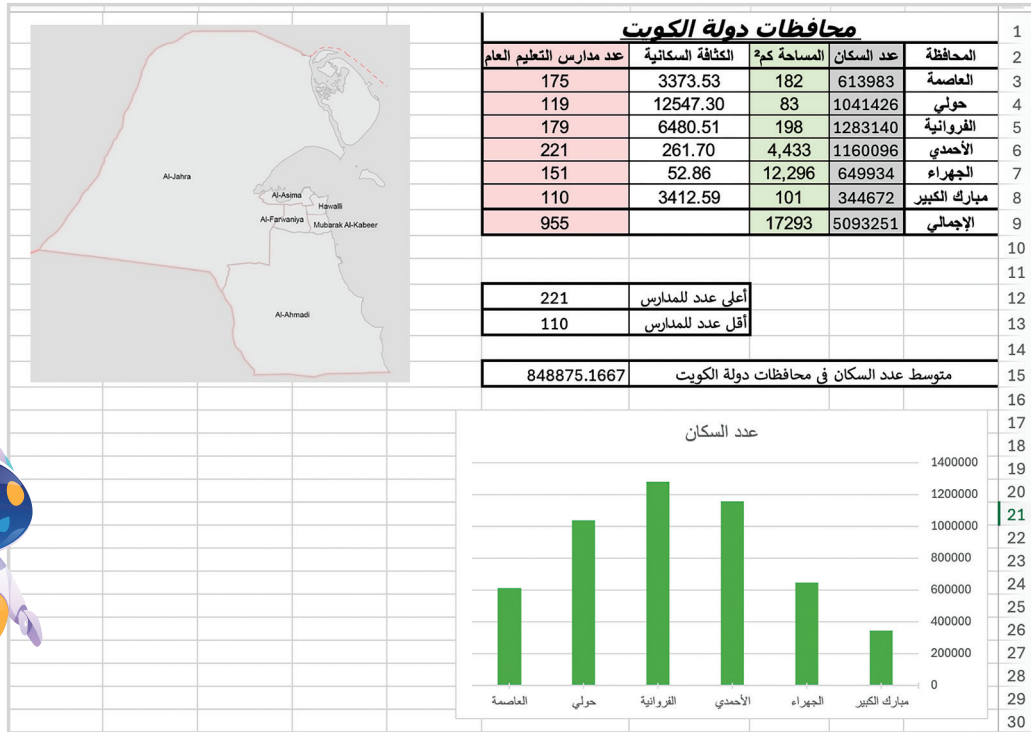 محافظات دولة الكويت 1
المحافظة عدد السكان المساحة كم² الكثافة السكانية عدد مدارس التعليم العام 2
العاصمة 613983 182 3373.53 175 3
حولي 1041426 83 12547.30 119 4
الفروانية 1283140 198 6480.51 179 5
الأحمدي 1160096 4,433 261.70 221 6
الجهراء 649934 12,296 52.86 151 7
مبارك الكبير 344672 101 3412.59 110 8
الإجمالي 5093251 17293 955 9
10
11
أعلى عدد للمدارس 221 12
أقل عدد للمدارس 110 13
14
متوسط عدد السكان في محافظات دولة الكويت 848875.1667 15
16
17
18
19
20
21
22
23
24
25
26
27
28
29
30
Al-Jahra
Al-Asima
Hawalli
Al-Farwaniya
Mubarak Al-Kabeer
Al-Ahmadi
عدد السكان
1400000
1200000
1000000
800000
600000
400000
200000
0
مبارك الكبير الجهراء الأحمدي الفروانية حولي العاصمة